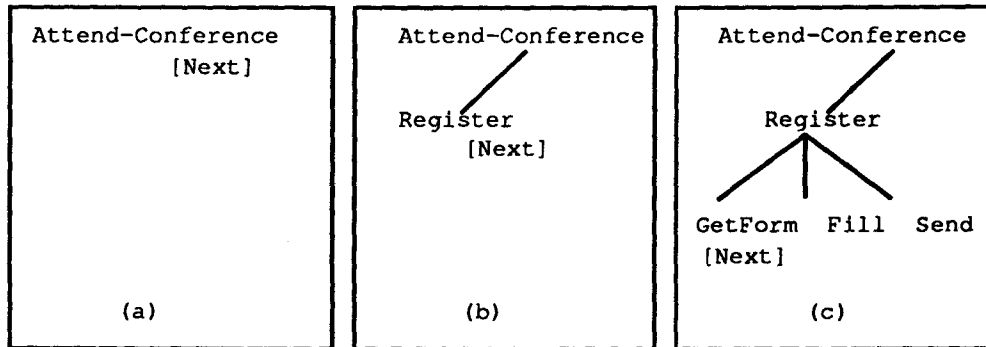 Attend-Conference
[Next]
(a)
Attend-Conference
Register
[Next]
(b)
Attend-Conference
Register
GetForm Fill Send
[Next]
(c)